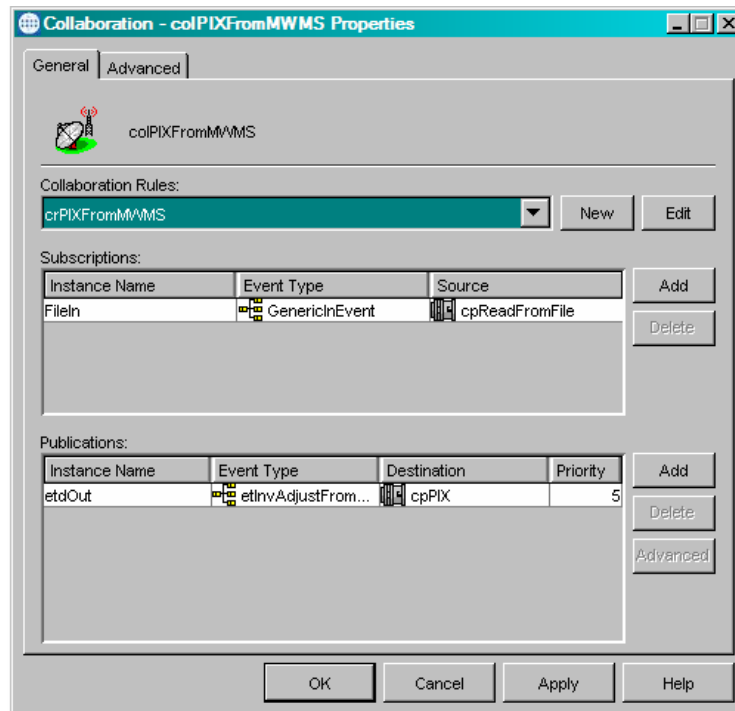 Collaboration - colPIXFromMWMS Properties
General Advanced
colPIXFromMWMS
Collaboration Rules:
crPIXFromMWMS New Edit
Subscriptions:
Instance Name Event Type Source Add
FileIn GenericInEvent cpReadFromFile
Delete
Publications:
Instance Name Event Type Destination Priority Add
etdOut etInvAdjustFrom... cpPIX 5
Delete
Advanced
OK Cancel Apply Help